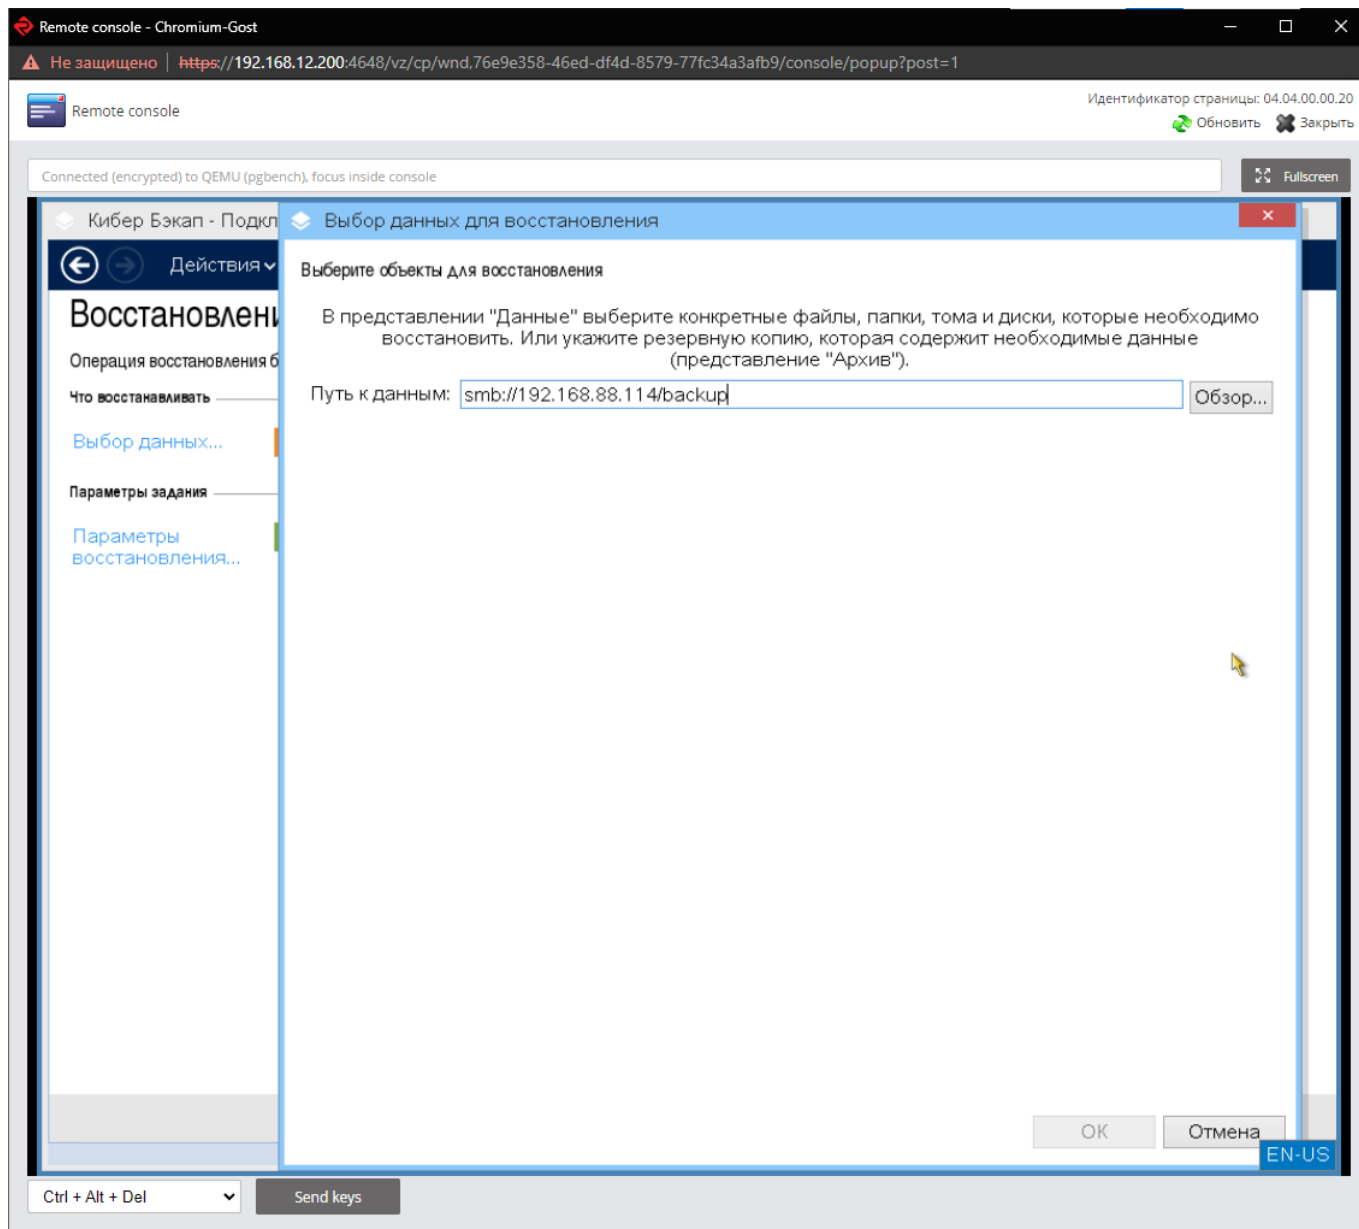 Remote console - Chromium-Gost
Не защищено | https://192.168.12.200:4648/vz/cp/wnd,76e9e358-46ed-df4d-8579-77fc34a3afb9/console/popup?post=1
Remote console
Идентификатор страницы: 04.04.00.00.20
Обновить Закрыть
Connected (encrypted) to QEMU (pgbench), focus inside console
Fullscreen
Кибер Бэкап - Подкл
Выбор данных для восстановления
Действия
Восстановлени
Операция восстановления б
Что восстанавливать
Выбор данных...
Параметры задания
Параметры
восстановления...
Выберите объекты для восстановления
В представлении "Данные" выберите конкретные файлы, папки, тома и диски, которые необходимо
восстановить. Или укажите резервную копию, которая содержит необходимые данные
(представление "Архив").
Путь к данным: smb://192.168.88.114/backup Обзор...
ОК Отмена
EN-US
Ctrl + Alt + Del Send keys